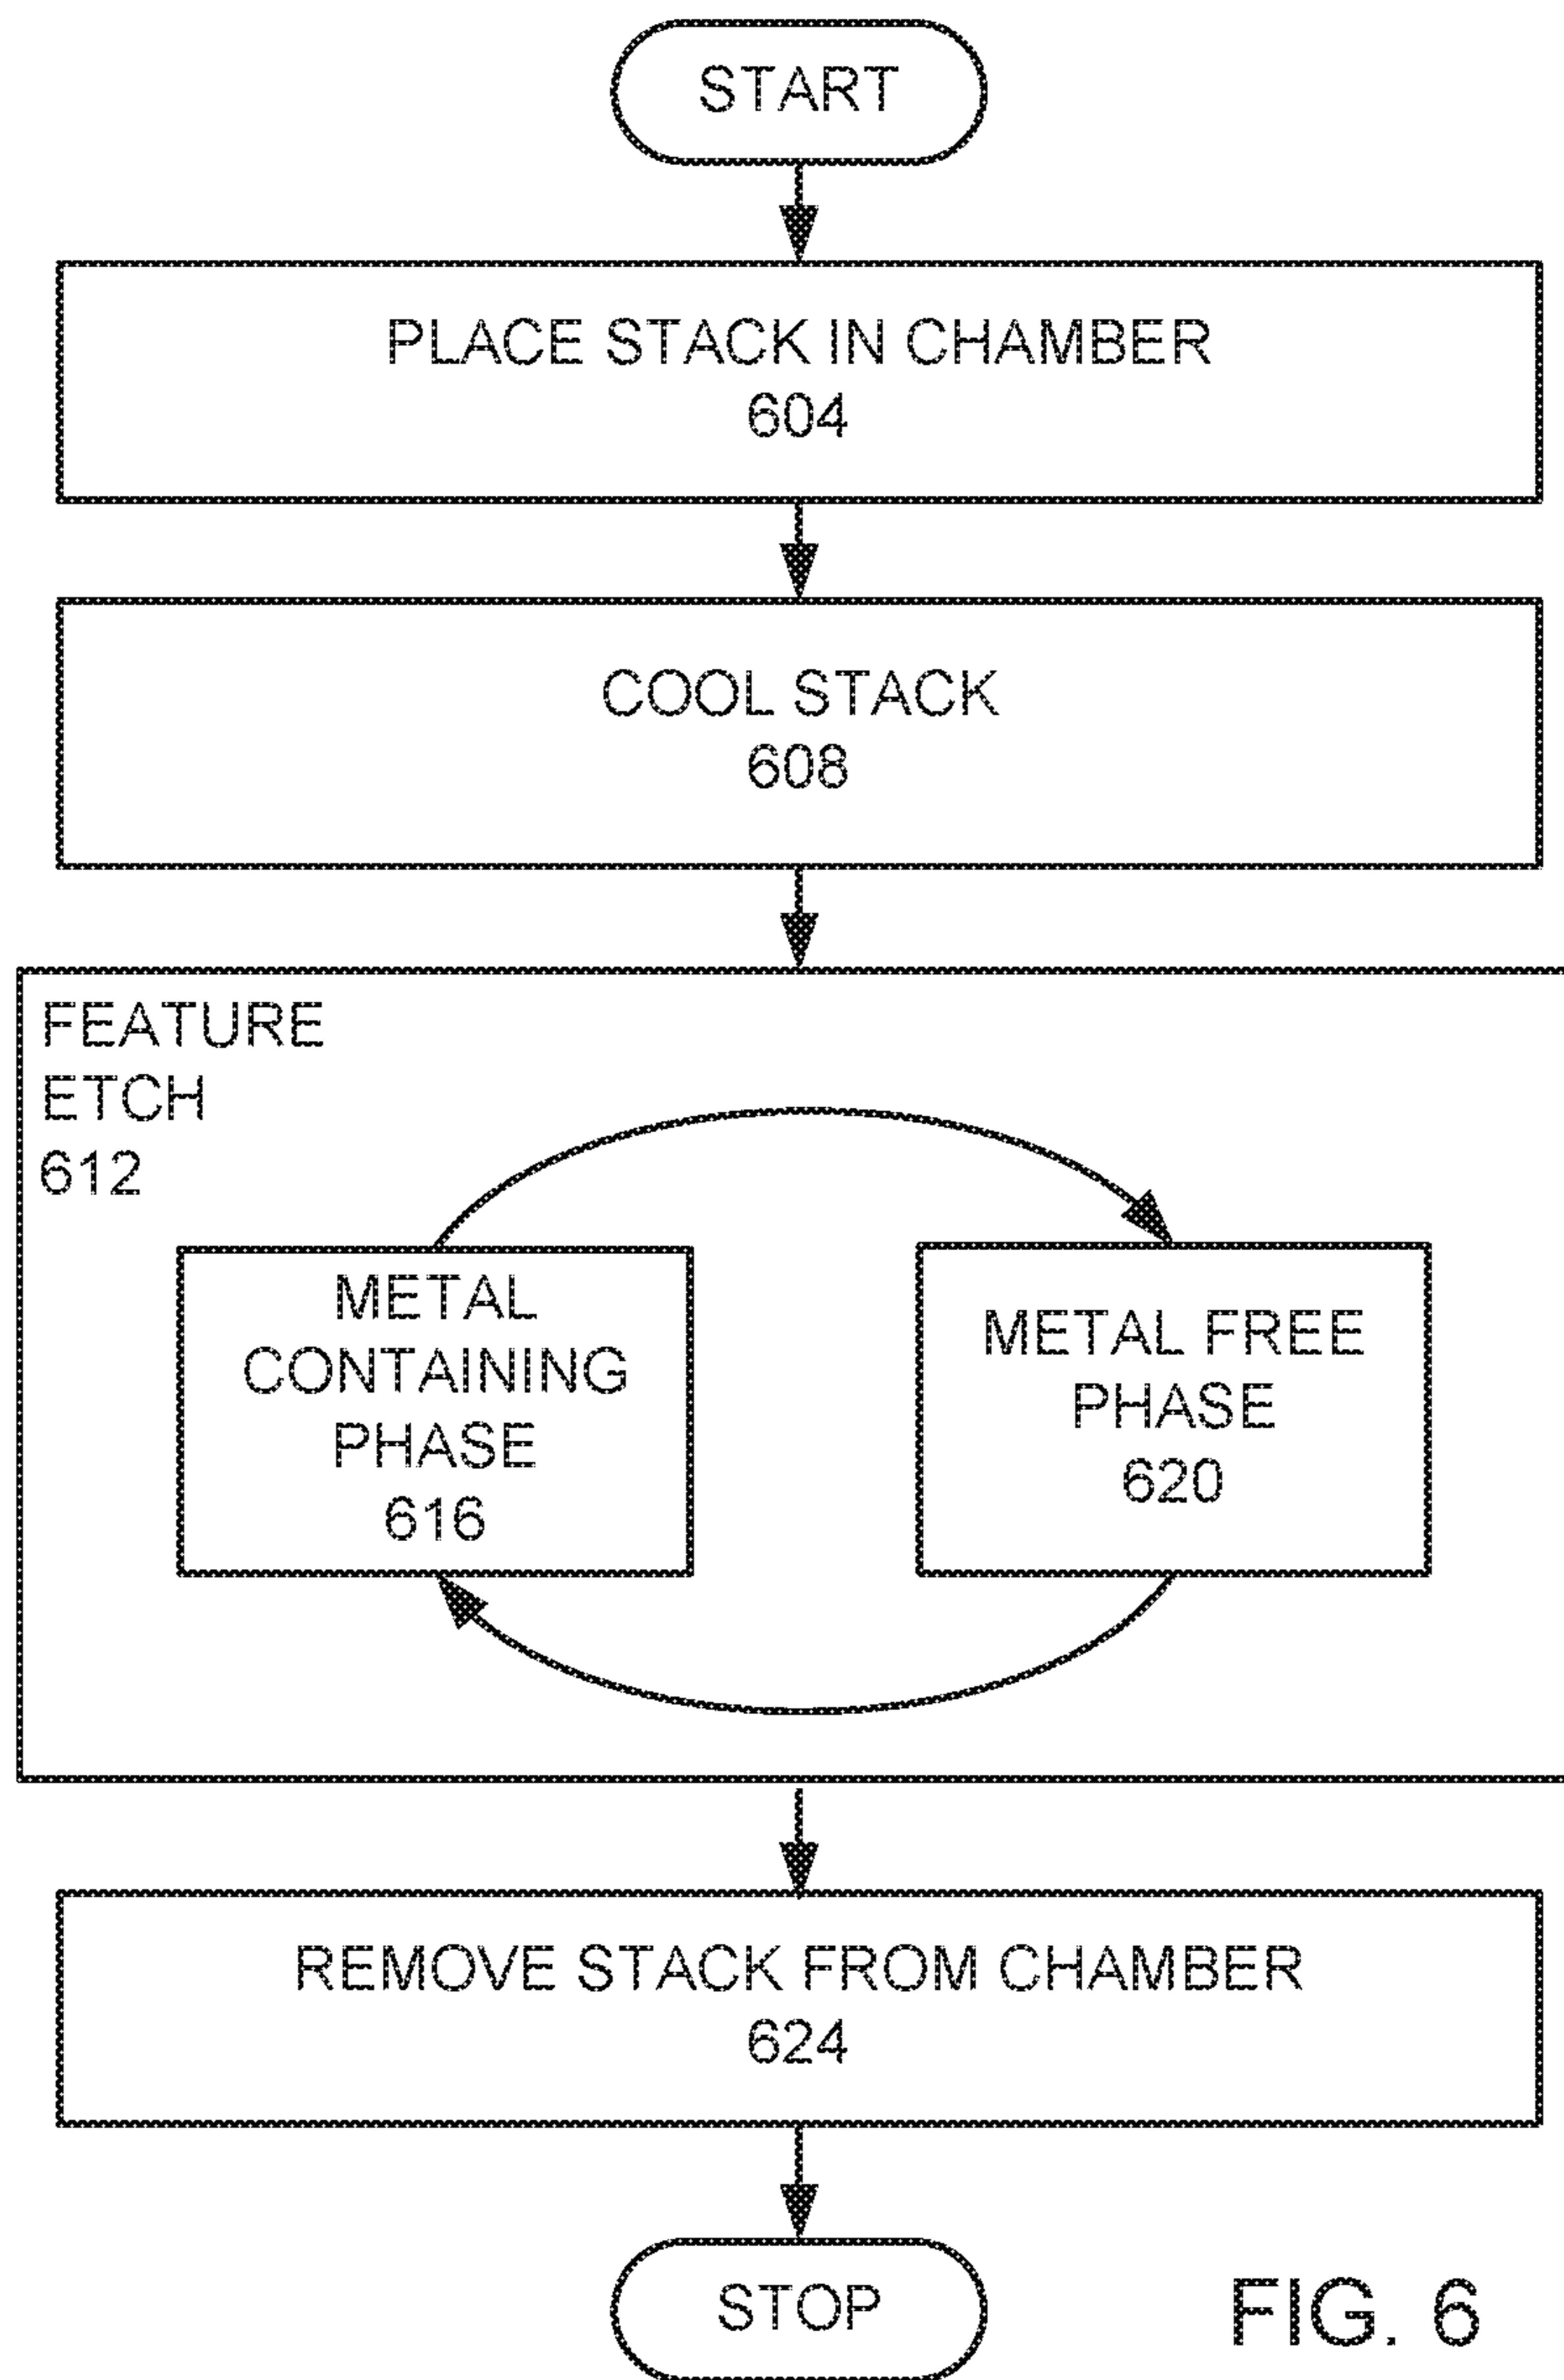 START
PLACE STACK IN CHAMBER
604
COOL STACK
608
FEATURE
ETCH
612
METAL
CONTAINING
PHASE
616
METAL FREE
PHASE
620
REMOVE STACK FROM CHAMBER
624
STOP
FIG. 6